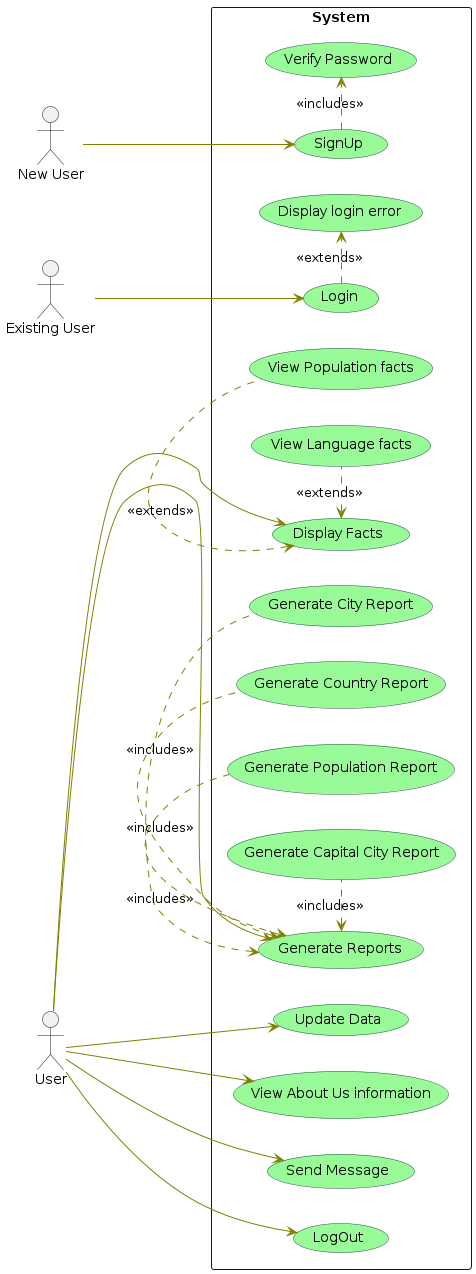 System
Verify Password
«includes»
SignUp
New User
Display login error
«extends»
Login
Existing User
View Population facts
View Language facts
«extends»
«extends»
Display Facts
Generate City Report
Generate Country Report
«includes»
Generate Population Report
«includes»
Generate Capital City Report
«includes»
«includes»
Generate Reports
Update Data
User
View About Us information
Send Message
LogOut